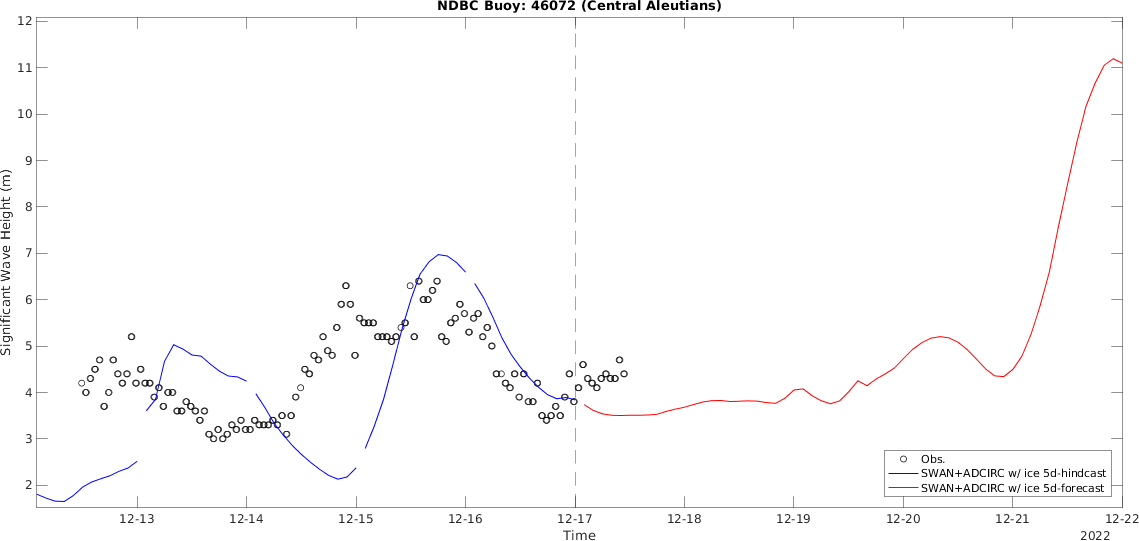 NDBC Buoy: 46072 (Central Aleutians)
12
11
10
9
8
7
6
5
4
3
2
Significant Wave Height (m)
Obs.
SWAN+ADCIRC w/ ice 5d-hindcast
SWAN+ADCIRC w/ ice 5d-forecast
12-13 12-14 12-15 12-16 12-17 12-18 12-19 12-20 12-21 12-22
Time
2022